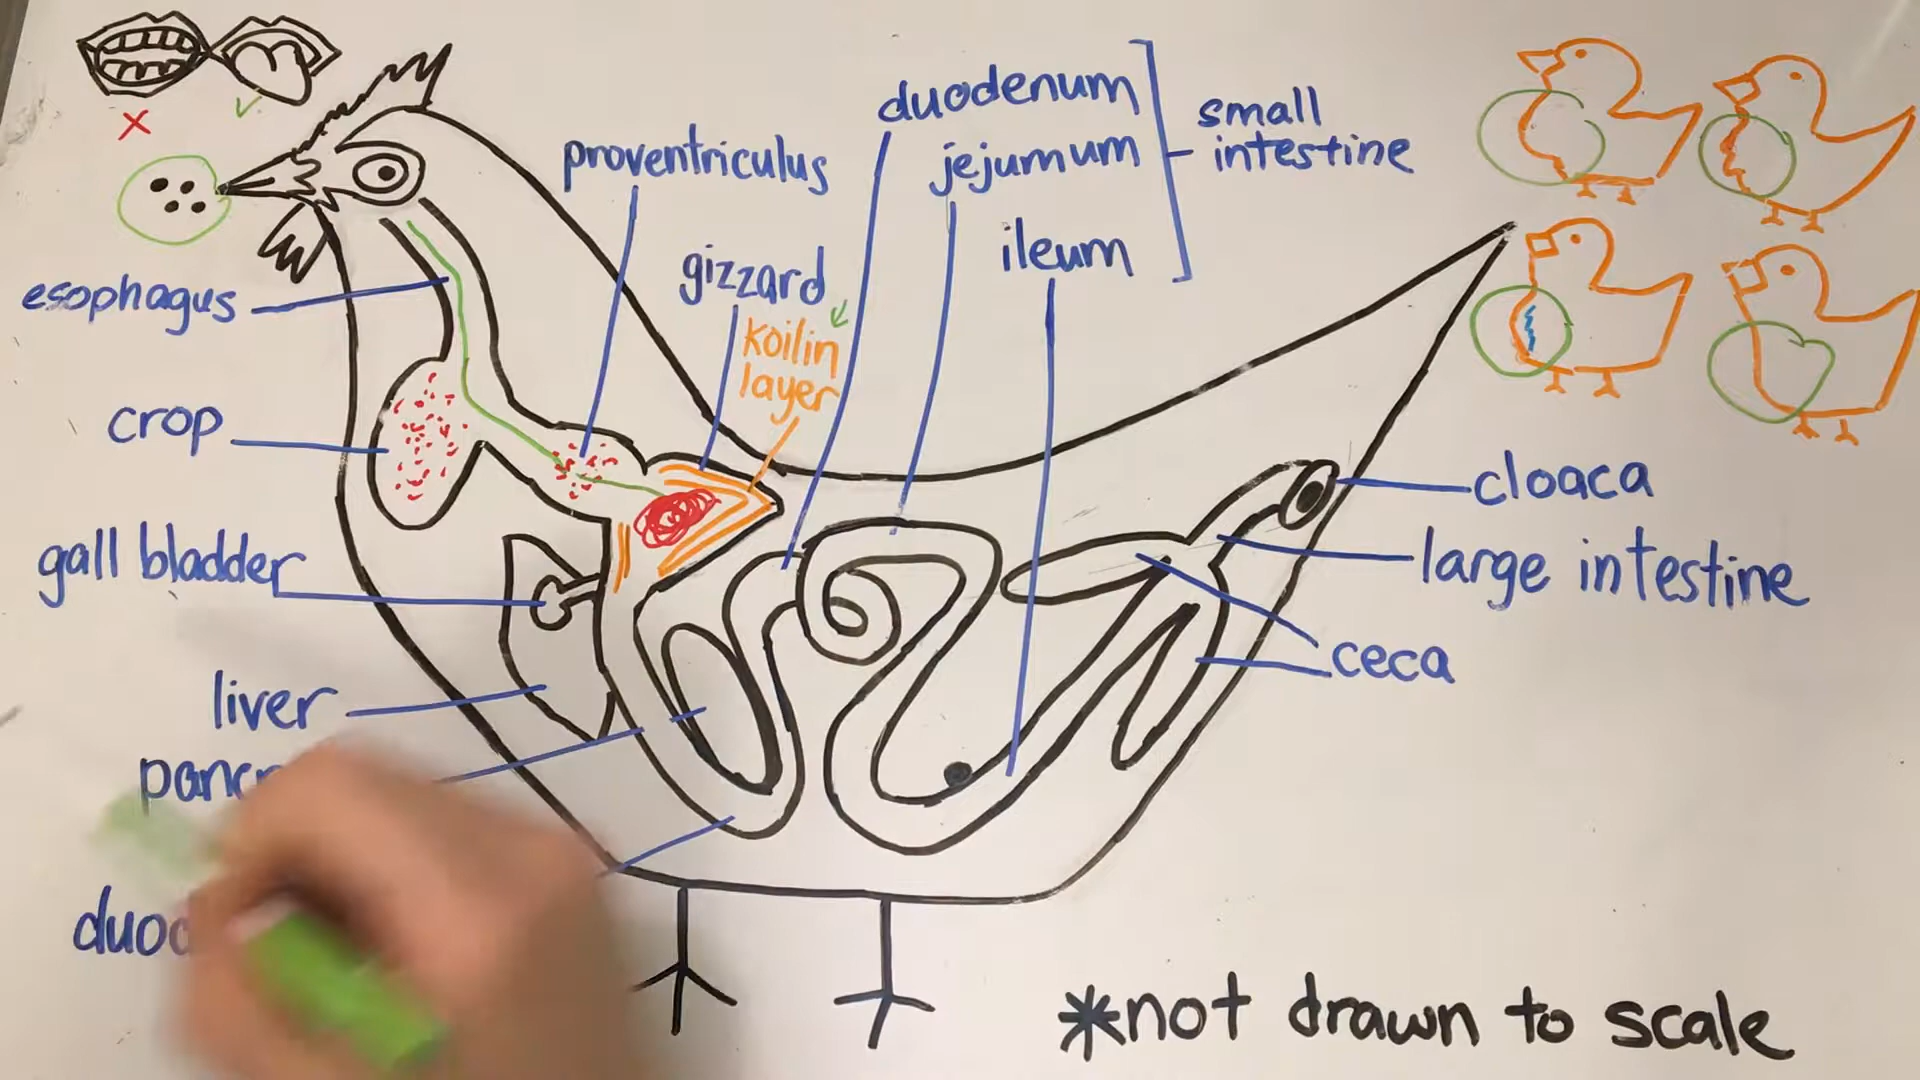 duodenum
jejumum
ileum
small
intestine
proventriculus
gizzard
koilin
layer
esophagus
crop
gall bladder
liver
cloaca
large intestine
ceca
*not drawn to scale